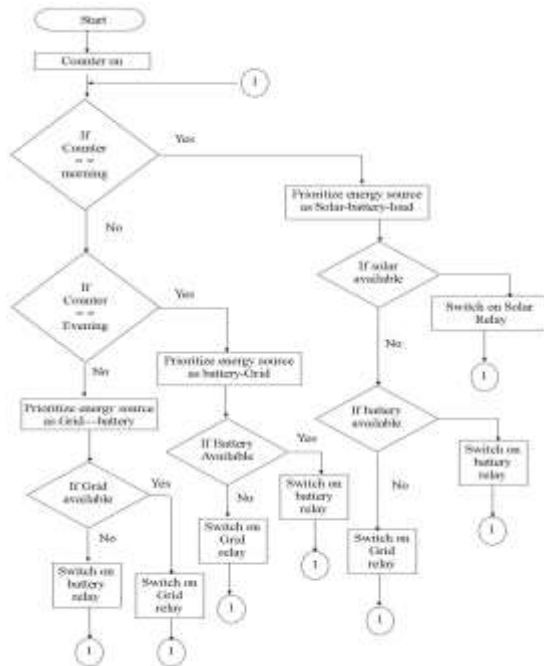 Start
Counter on
1
If
Counter
= =
morning
Yes
Prioritize energy source
as Solar-battery-load
No
If solar
available
If
Counter
= =
Evening
Yes
Switch on Solar
Relay
No
Prioritize energy source
as battery-Grid
1
No
Prioritize energy source
as Grid---battery
If battery
available
If Battery
Available
Yes
Switch on
battery
relay
If Grid
available
Yes
No
Switch on
battery
relay
No
Switch on
Grid
relay
1
No
Switch on
Grid
relay
Switch on
battery
relay
Switch on
Grid
relay
1
1
1
1
1
1